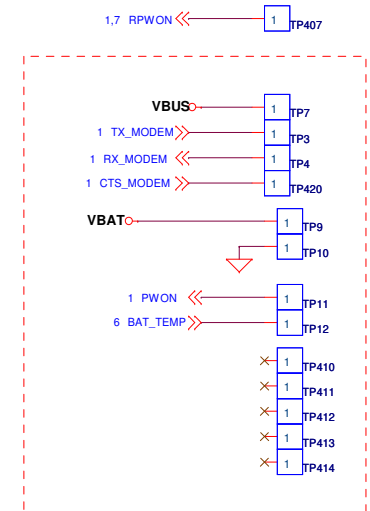 1,7 RPWON 1 TP407
VBUS 1 TP7
1 TX_MODEM 1 TP3
1 RX_MODEM 1 TP4
1 CTS_MODEM 1 TP420
VBAT 1 TP9
1 TP10
1 PWON 1 TP11
6 BAT_TEMP 1 TP12
1 TP410
1 TP411
1 TP412
1 TP413
1 TP414